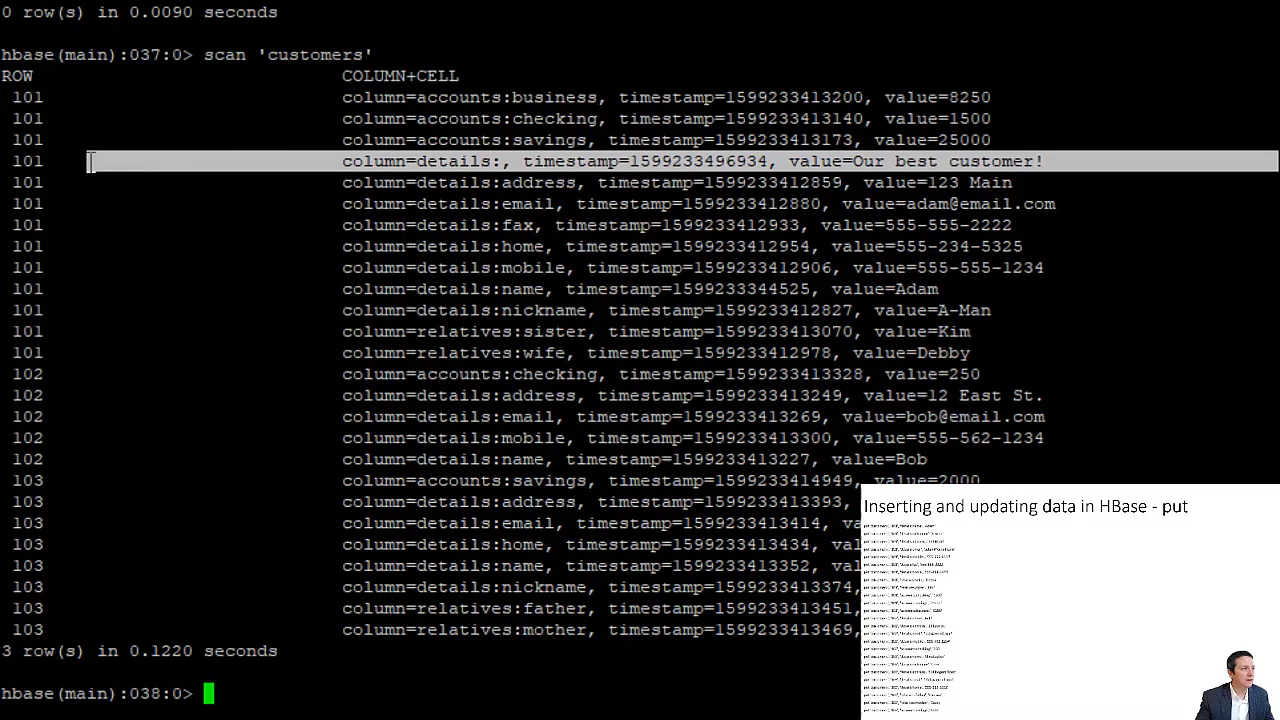 0 row(s) in 0.0090 seconds
hbase(main):037:0> scan 'customers'
ROW COLUMN+CELL
101 column=accounts:business, timestamp=1599233413200, value=8250
101 column=accounts:checking, timestamp=1599233413140, value=1500
101 column=accounts:savings, timestamp=1599233413173, value=25000
101 column=details:, timestamp=1599233496934, value=Our best customer!
101 column=details:address, timestamp=1599233412859, value=123 Main
101 column=details:email, timestamp=1599233412880, value=adam@email.com
101 column=details:fax, timestamp=1599233412933, value=555-555-2222
101 column=details:home, timestamp=1599233412954, value=555-234-5325
101 column=details:mobile, timestamp=1599233412906, value=555-555-1234
101 column=details:name, timestamp=1599233344525, value=Adam
101 column=details:nickname, timestamp=1599233412827, value=A-Man
101 column=relatives:sister, timestamp=1599233413070, value=Kim
101 column=relatives:wife, timestamp=1599233412978, value=Debby
102 column=accounts:checking, timestamp=1599233413328, value=250
102 column=details:address, timestamp=1599233413249, value=12 East St.
102 column=details:email, timestamp=1599233413269, value=bob@email.com
102 column=details:mobile, timestamp=1599233413300, value=555-562-1234
102 column=details:name, timestamp=1599233413227, value=Bob
103 column=accounts:savings, timestamp=1599233414949, value=2000
103 column=details:address, timestamp=1599233413393,
103 column=details:email, timestamp=1599233413414, va
103 column=details:home, timestamp=1599233413434, val
103 column=details:name, timestamp=1599233413352, val
103 column=details:nickname, timestamp=1599233413374,
103 column=relatives:father, timestamp=1599233413451,
103 column=relatives:mother, timestamp=1599233413469,
3 row(s) in 0.1220 seconds
hbase(main):038:0>
Inserting and updating data in HBase - put